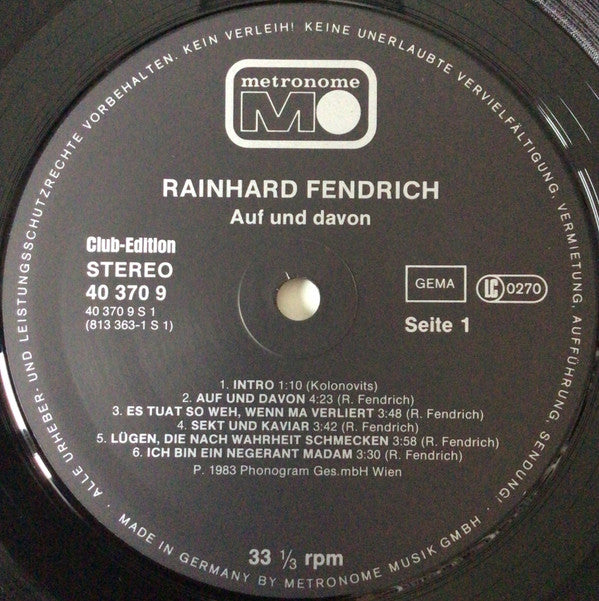 ALLE URHEBER- UND LEISTUNGSSCHUTZRECHTE VORBEHALTEN. KEIN VERLEIH! KEINE UNERLAUBTE VERVIELFÄLTIGUNG, VERMIETUNG, AUFFÜHRUNG, SENDUNG!
metronome
MO
RAINHARD FENDRICH
Auf und davon
Club-Edition
STEREO
40 370 9
40 370 9 S 1
(813 363-1 S 1)
GEMA
LC 0270
Seite 1
1. INTRO 1:10 (Kolonovits)
2. AUF UND DAVON 4:23 (R. Fendrich)
3. ES TUAT SO WEH, WENN MA VERLIERT 3:48 (R. Fendrich)
4. SEKT UND KAVIAR 3:42 (R. Fendrich)
5. LÜGEN, DIE NACH WAHRHEIT SCHMECKEN 3:58 (R. Fendrich)
6. ICH BIN EIN NEGERANT MADAM 3:30 (R. Fendrich)
P. 1983 Phonogram Ges.mbH Wien
33 ⅓ rpm
· MADE IN GERMANY BY METRONOME MUSIK GMBH ·